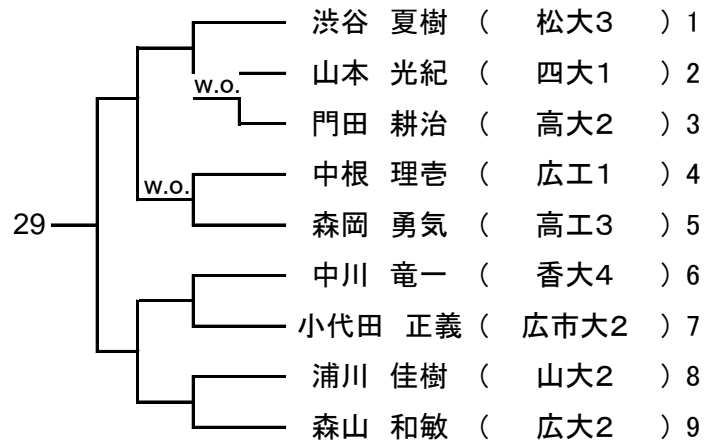 渋谷 夏樹 ( 松大3 ) 1
山本 光紀 ( 四大1 ) 2
w.o.
門田 耕治 ( 高大2 ) 3
中根 理壱 ( 広工1 ) 4
w.o.
29
森岡 勇気 ( 高工3 ) 5
中川 竜一 ( 香大4 ) 6
小代田 正義 ( 広市大2 ) 7
浦川 佳樹 ( 山大2 ) 8
森山 和敏 ( 広大2 ) 9